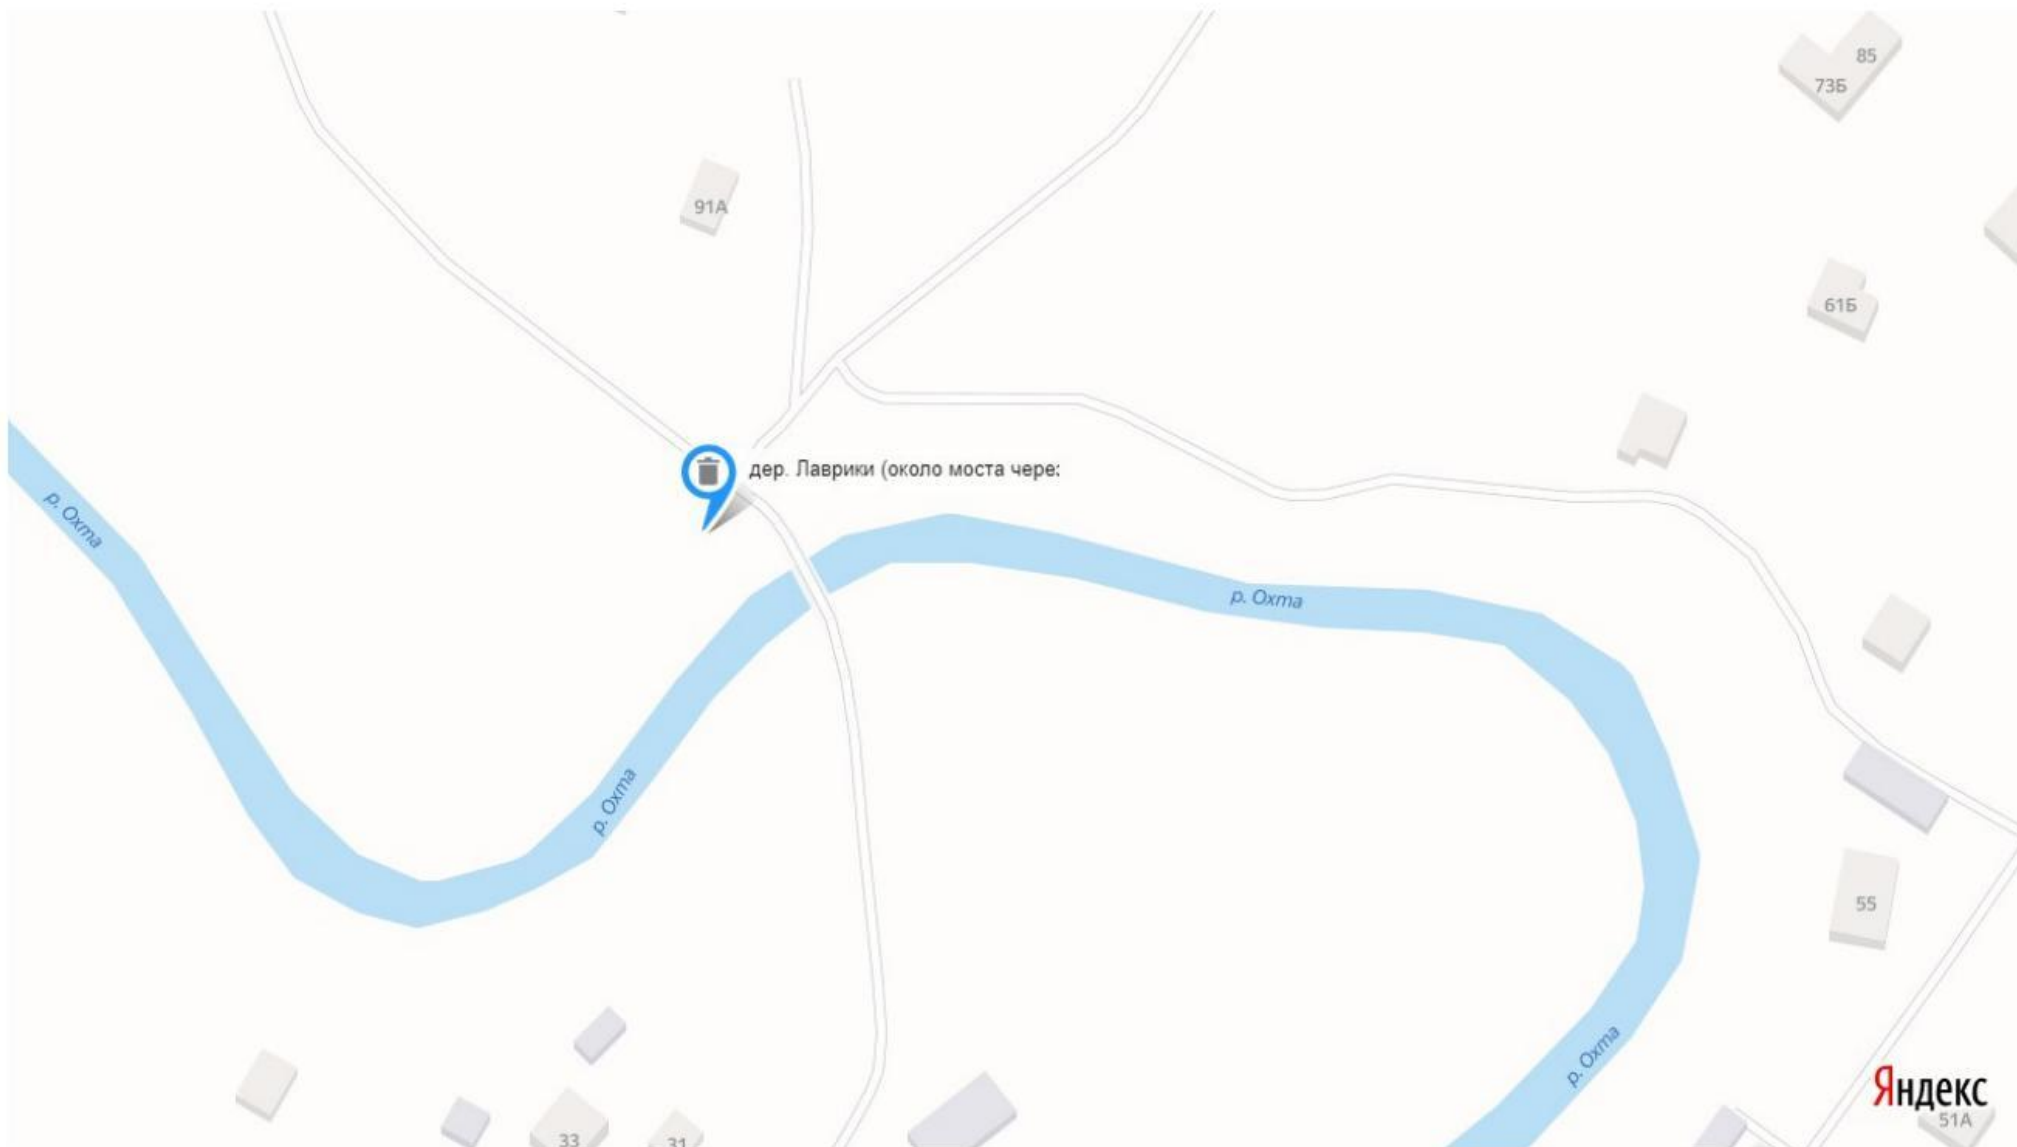 85
73Б
91А
61Б
дер. Лаврики (около моста чере:
р. Охта
р. Охта
р. Охта
55
р. Охта
Яндекс
51А
33
31